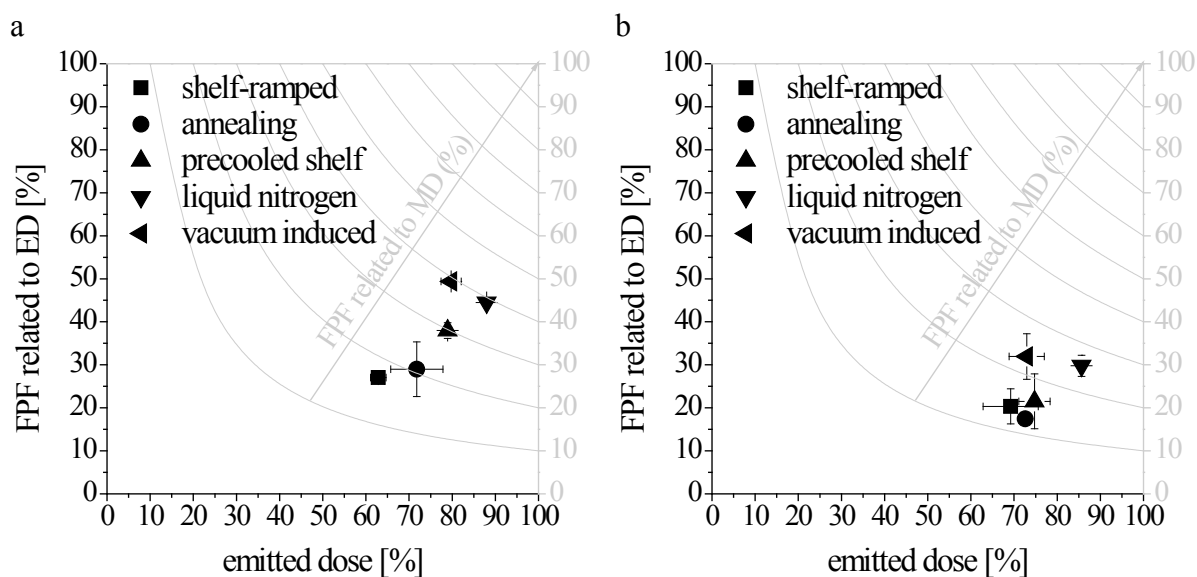 a
100
90
80
70
60
50
40
30
20
10
0
FPF related to ED [%]
shelf-ramped
annealing
precooled shelf
liquid nitrogen
vacuum induced
FPF related to MD (%)
100
90
80
70
60
50
40
30
20
10
0
0 10 20 30 40 50 60 70 80 90 100
emitted dose [%]
b
100
90
80
70
60
50
40
30
20
10
0
FPF related to ED [%]
shelf-ramped
annealing
precooled shelf
liquid nitrogen
vacuum induced
FPF related to MD (%)
100
90
80
70
60
50
40
30
20
10
0
0 10 20 30 40 50 60 70 80 90 100
emitted dose [%]